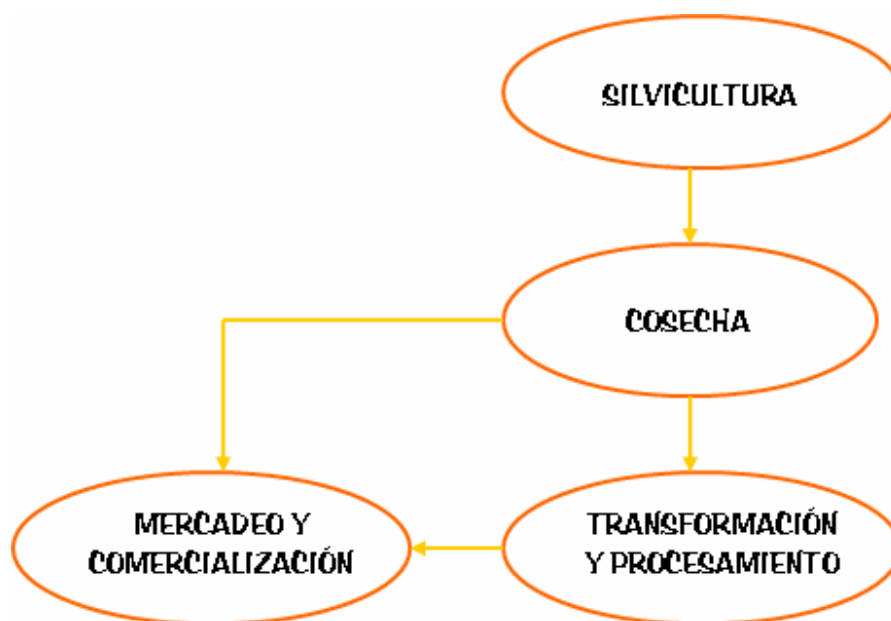 SILVICULTURA
COSECHA
MERCADEO Y
COMERCIALIZACIÓN
TRANSFORMACIÓN
Y PROCESAMIENTO